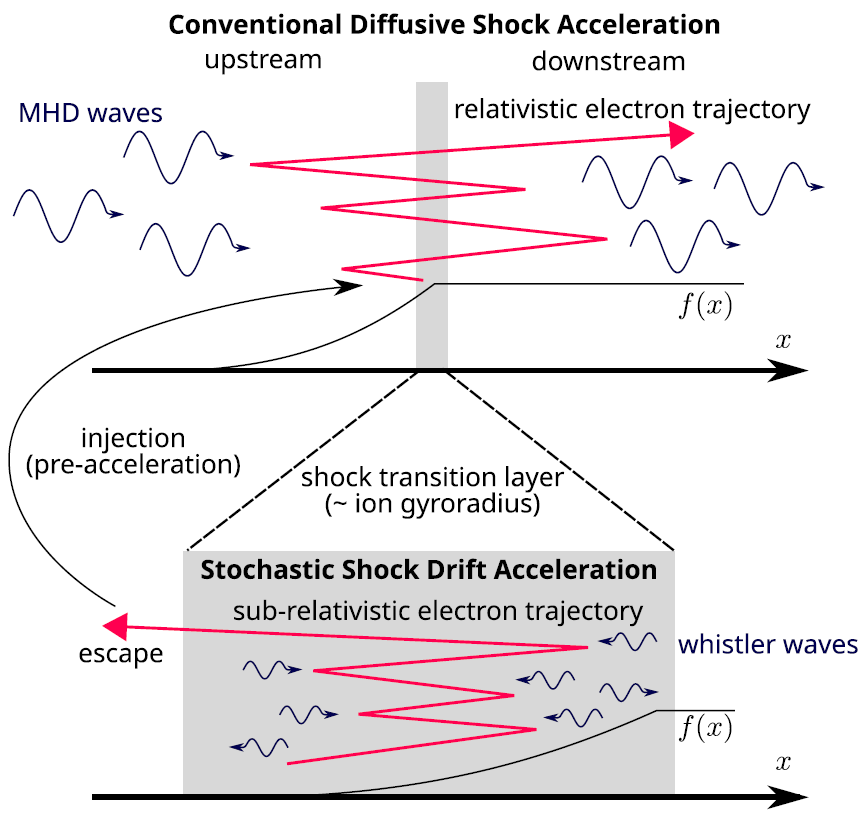 Conventional Diffusive Shock Acceleration
upstream
downstream
MHD waves
relativistic electron trajectory
f(x)
x
injection
(pre-acceleration)
shock transition layer
(~ ion gyroradius)
Stochastic Shock Drift Acceleration
sub-relativistic electron trajectory
escape
whistler waves
f(x)
x